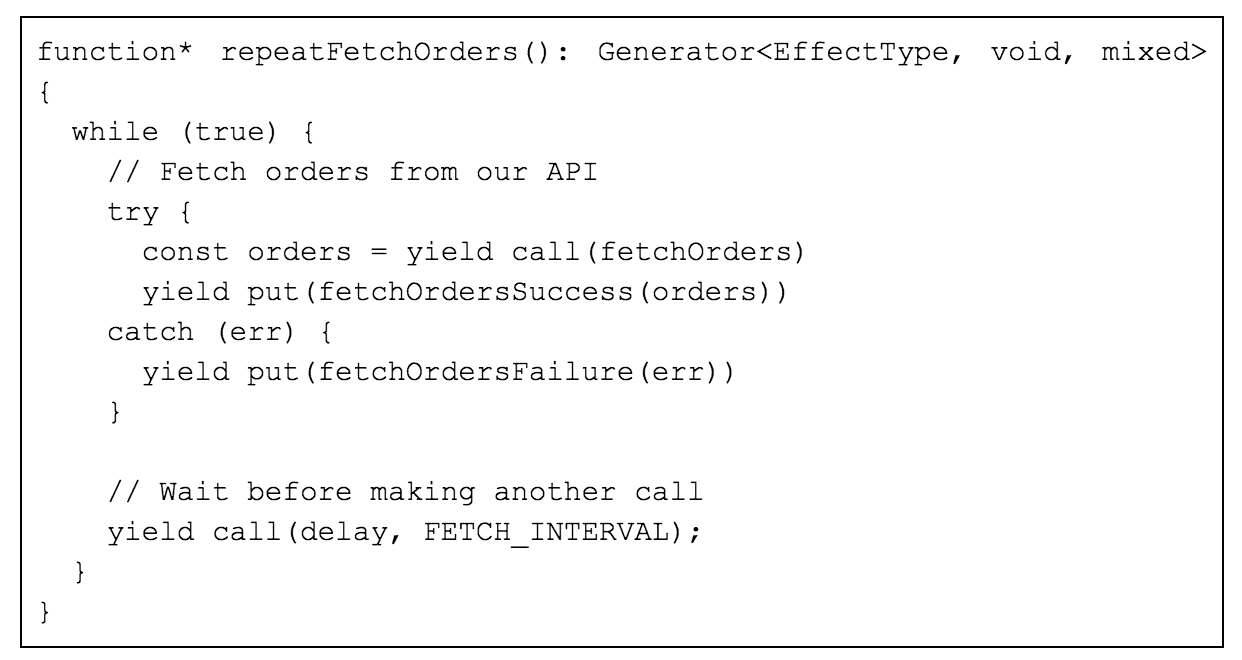 function* repeatFetchOrders(): Generator<EffectType, void, mixed>
{
  while (true) {
    // Fetch orders from our API
    try {
      const orders = yield call(fetchOrders)
      yield put(fetchOrdersSuccess(orders))
    catch (err) {
      yield put(fetchOrdersFailure(err))
    }

    // Wait before making another call
    yield call(delay, FETCH_INTERVAL);
  }
}